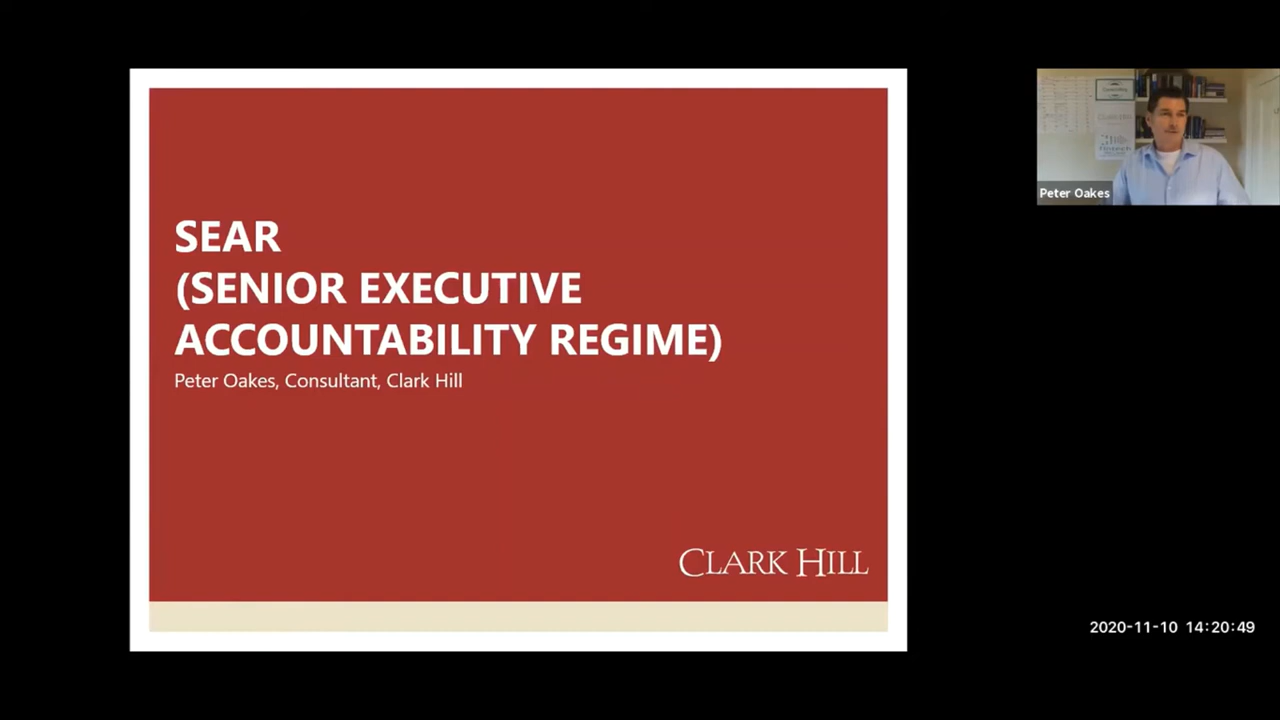 SEAR
(SENIOR EXECUTIVE
ACCOUNTABILITY REGIME)
Peter Oakes, Consultant, Clark Hill
CLARK HILL
Peter Oakes
2020-11-10 14:20:49